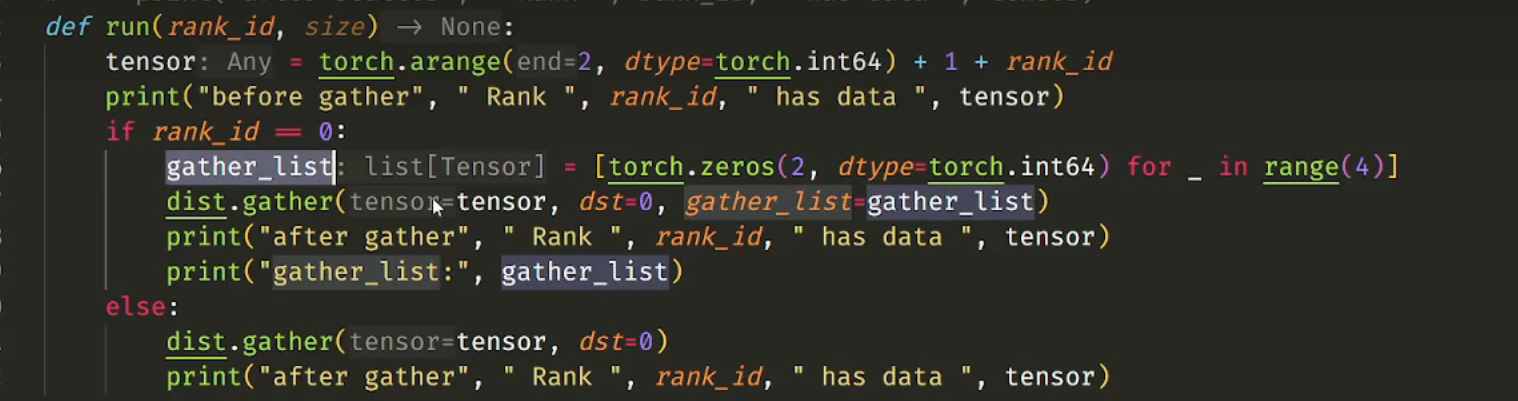 def run(rank_id, size) -> None:
    tensor: Any = torch.arange(end=2, dtype=torch.int64) + 1 + rank_id
    print("before gather", " Rank ", rank_id, " has data ", tensor)
    if rank_id == 0:
        gather_list: list[Tensor] = [torch.zeros(2, dtype=torch.int64) for _ in range(4)]
        dist.gather(tensor=tensor, dst=0, gather_list=gather_list)
        print("after gather", " Rank ", rank_id, " has data ", tensor)
        print("gather_list:", gather_list)
    else:
        dist.gather(tensor=tensor, dst=0)
        print("after gather", " Rank ", rank_id, " has data ", tensor)